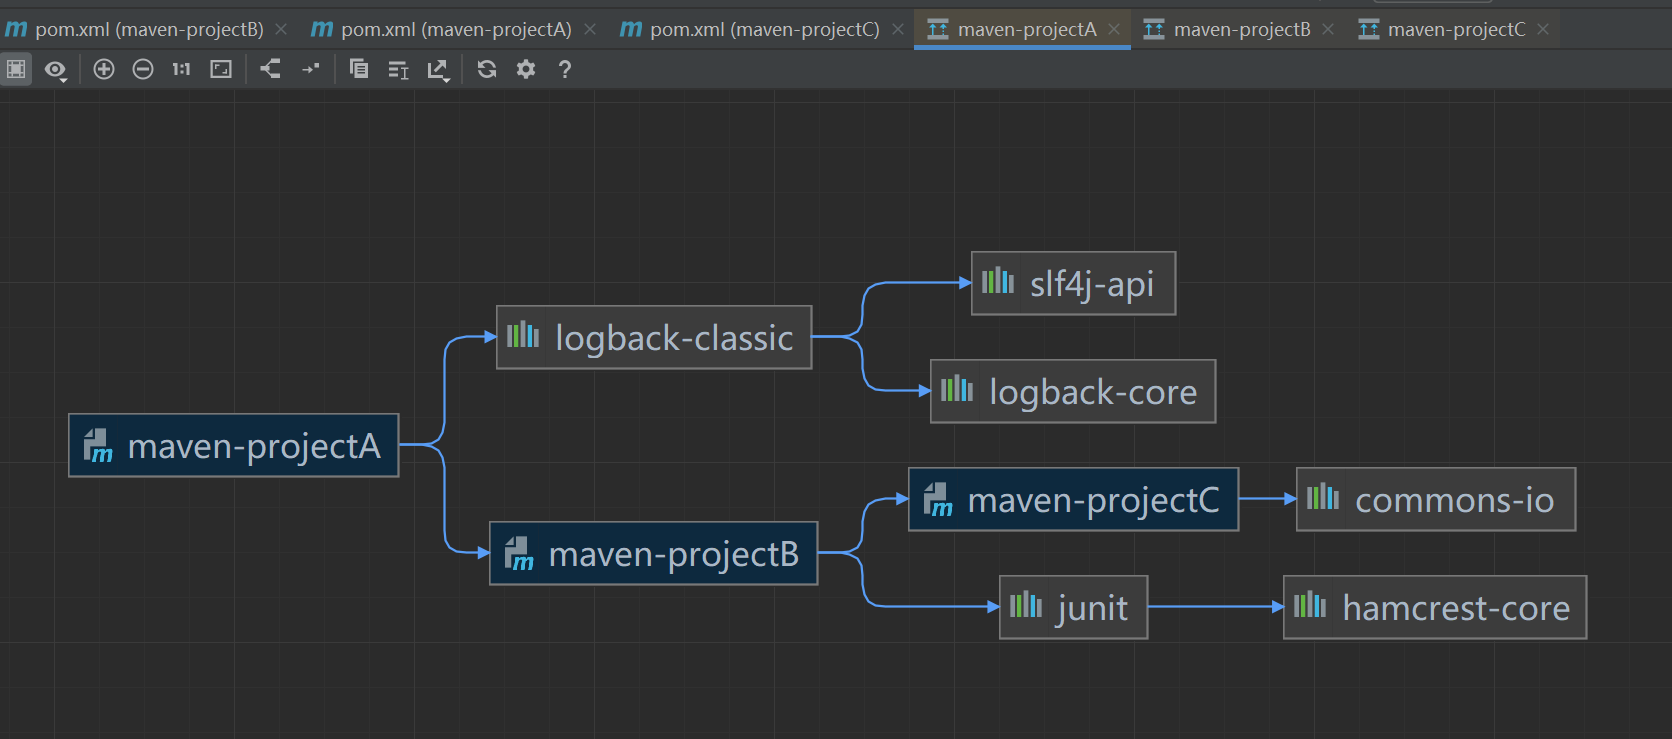 pom.xml (maven-projectB) pom.xml (maven-projectA) pom.xml (maven-projectC) maven-projectA maven-projectB maven-projectC
1:1 ?
slf4j-api
logback-classic
logback-core
maven-projectA
maven-projectC commons-io
maven-projectB
junit hamcrest-core